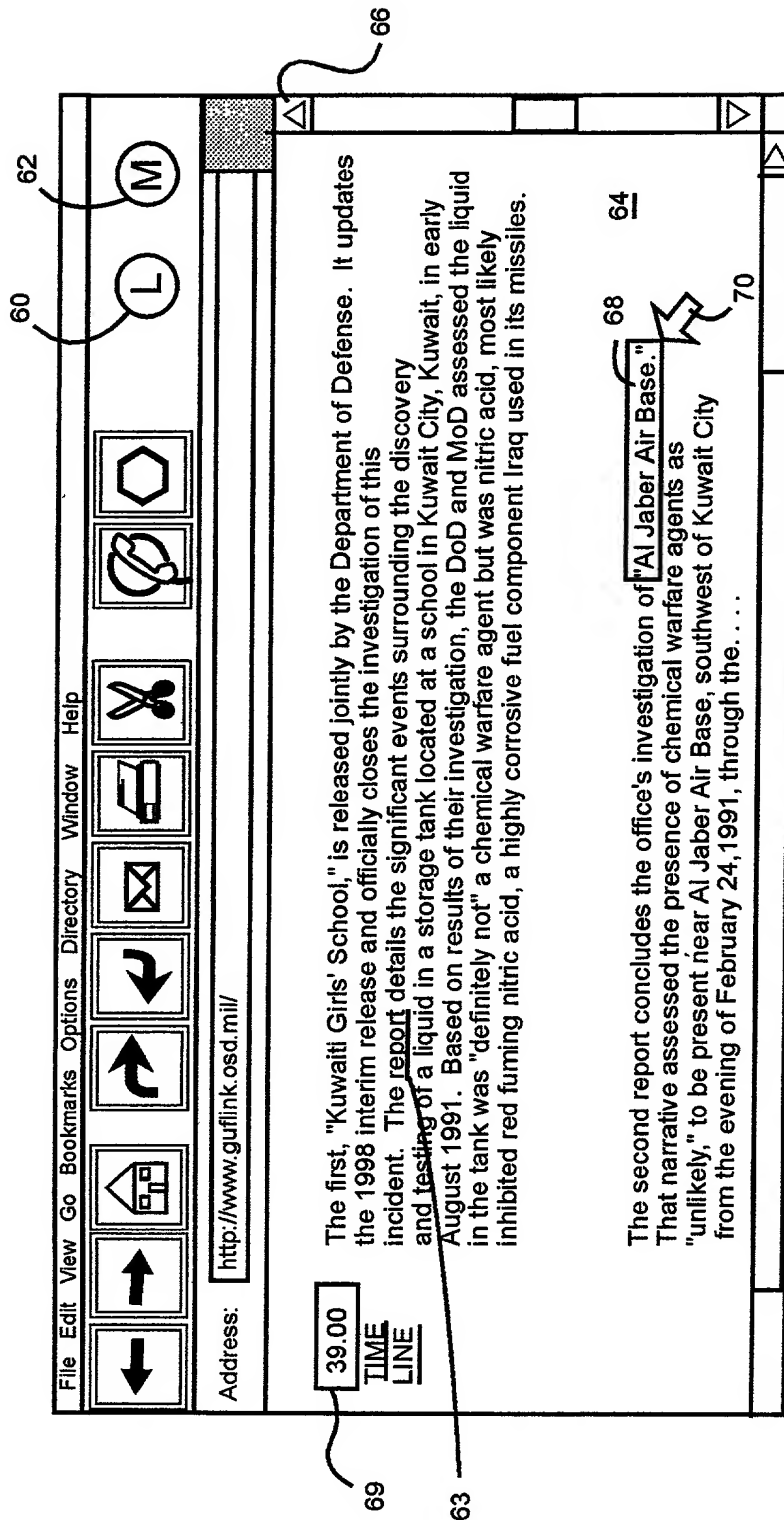 60
62
File Edit View Go Bookmarks Options Directory Window Help
L
M
Address:
http://www.guflink.osd.mil/
66
69
39.00
TIME
LINE
63
The first, "Kuwaiti Girls' School," is released jointly by the Department of Defense. It updates
the 1998 interim release and officially closes the investigation of this
incident. The report details the significant events surrounding the discovery
and testing of a liquid in a storage tank located at a school in Kuwait City, Kuwait, in early
August 1991. Based on results of their investigation, the DoD and MoD assessed the liquid
in the tank was "definitely not" a chemical warfare agent but was nitric acid, most likely
inhibited red fuming nitric acid, a highly corrosive fuel component Iraq used in its missiles.
68
64
The second report concludes the office's investigation of "Al Jaber Air Base."
70
That narrative assessed the presence of chemical warfare agents as
"unlikely," to be present near Al Jaber Air Base, southwest of Kuwait City
from the evening of February 24,1991, through the.....